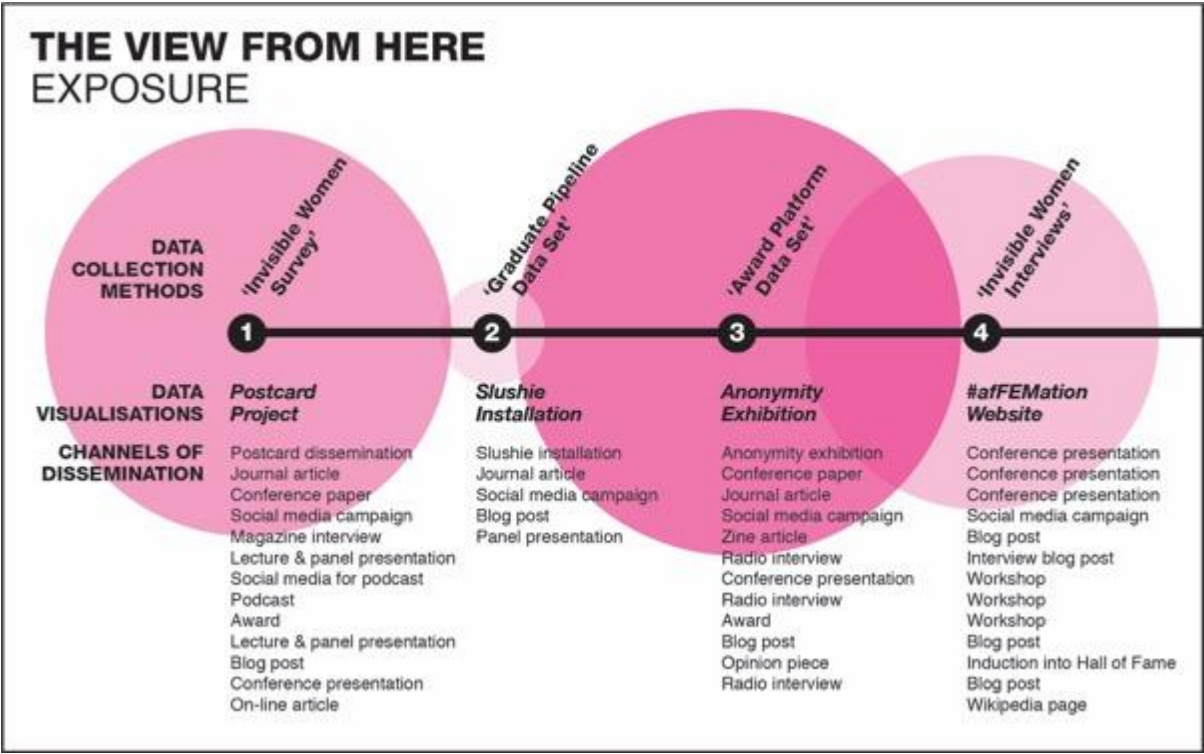 THE VIEW FROM HERE
EXPOSURE
DATA
COLLECTION
METHODS
‘Invisible Women
Survey’
‘Graduate Pipeline
Data Set’
‘Award Platform
Data Set’
‘Invisible Women
Interviews’
1
2
3
4
DATA
VISUALISATIONS
Postcard
Project
Slushie
Installation
Anonymity
Exhibition
#afFEMation
Website
CHANNELS OF
DISSEMINATION
Postcard dissemination
Journal article
Conference paper
Social media campaign
Magazine interview
Lecture & panel presentation
Social media for podcast
Podcast
Award
Lecture & panel presentation
Blog post
Conference presentation
On-line article
Slushie installation
Journal article
Social media campaign
Blog post
Panel presentation
Anonymity exhibition
Conference paper
Journal article
Social media campaign
Zine article
Radio interview
Conference presentation
Radio interview
Award
Blog post
Opinion piece
Radio interview
Conference presentation
Conference presentation
Conference presentation
Social media campaign
Blog post
Interview blog post
Workshop
Workshop
Workshop
Blog post
Induction into Hall of Fame
Blog post
Wikipedia page